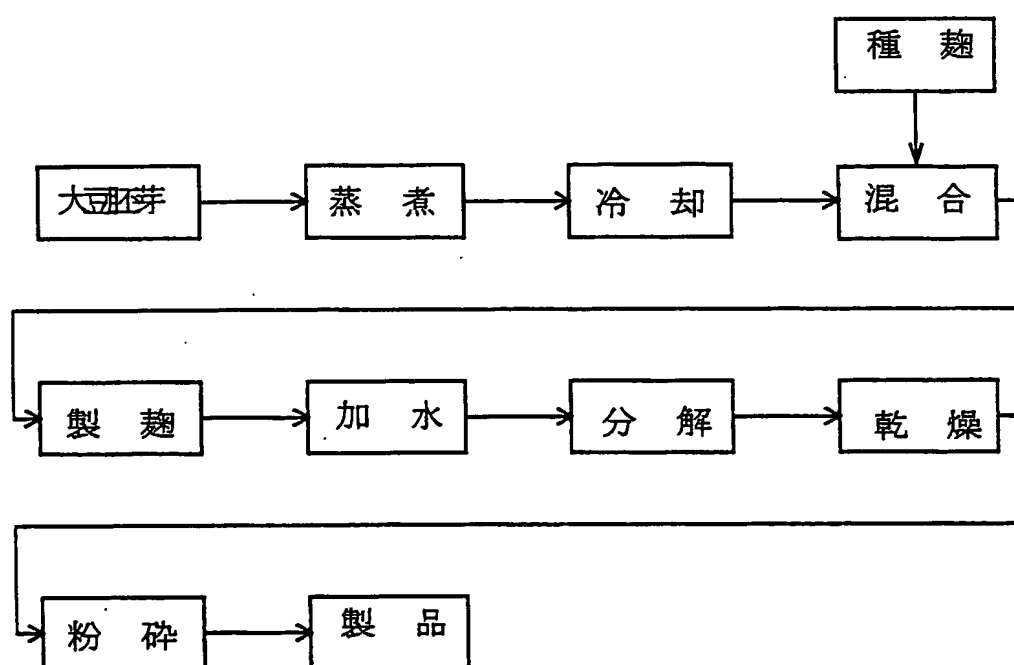 種 麹
大豆胚芽 蒸 煮 冷 却 混 合
製 麹 加 水 分 解 乾 燥
粉 砕 製 品